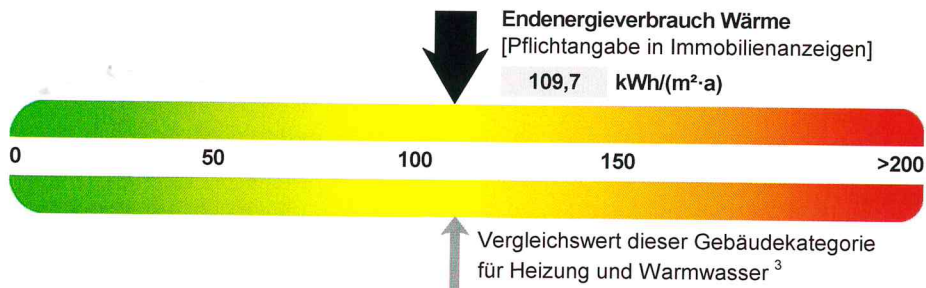 Endenergieverbrauch Wärme
[Pflichtangabe in Immobilienanzeigen]
109,7 kWh/(m²·a)
0 50 100 150 >200
Vergleichswert dieser Gebäudekategorie
für Heizung und Warmwasser ³